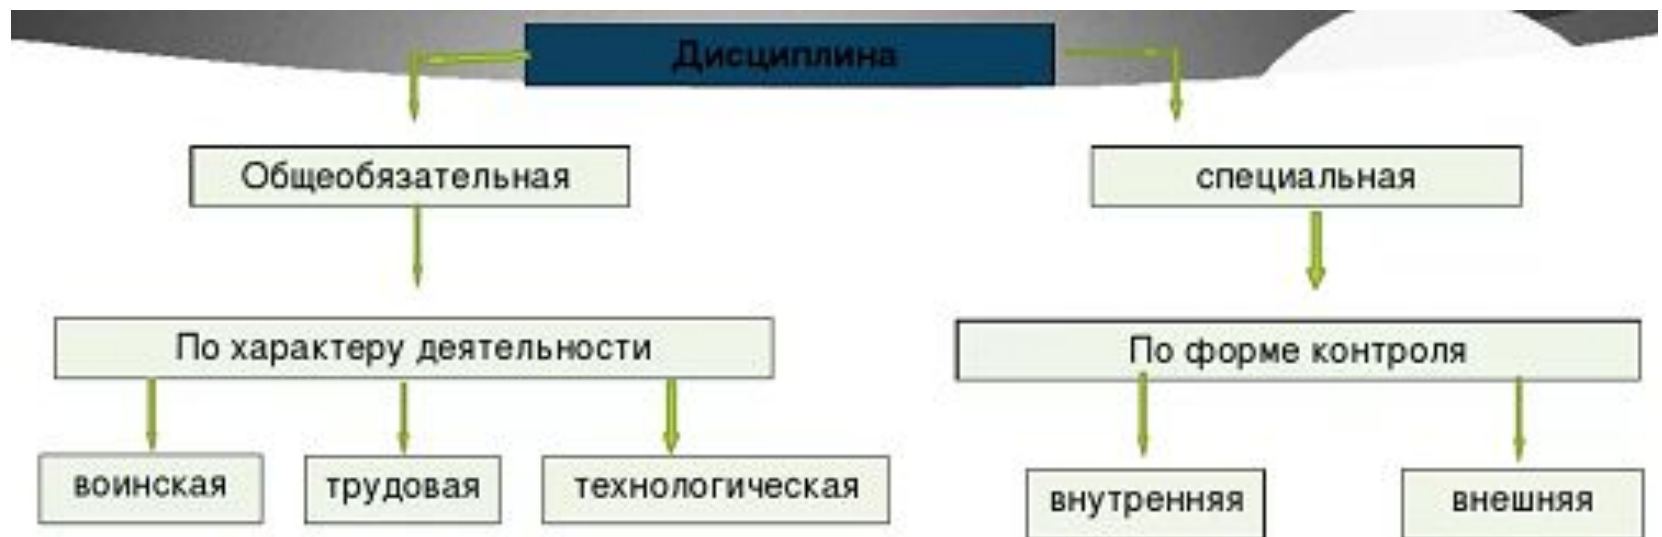 Дисциплина
Общеобязательная
специальная
По характеру деятельности
По форме контроля
воинская
трудовая
технологическая
внутренняя
внешняя